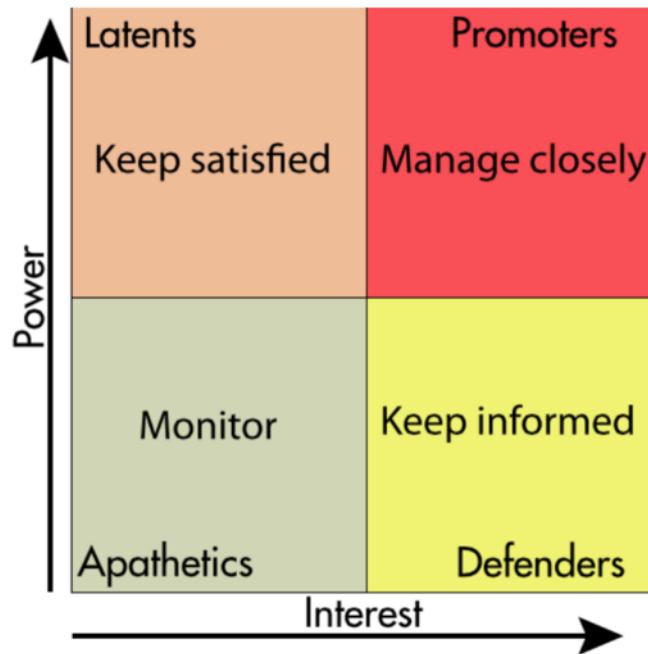 Latents
Promoters
Keep satisfied
Manage closely
Power
Monitor
Keep informed
Apathetics
Defenders
Interest